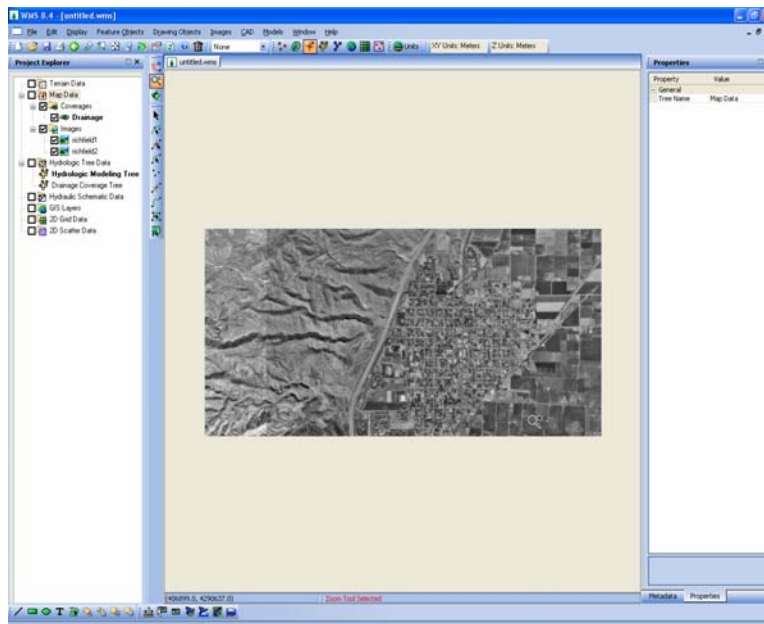 WMS 8.4 - [untitled.wms]
File Edit Display Feature Objects Drawing Objects Images CAD Models Window Help
None Units XY Units: Meters Z Units: Meters
Project Explorer
untitled.wms
Properties
Terrain Data
Map Data
Coverages
Drainage
Images
richfield1
richfield2
Hydrologic Tree Data
Hydrologic Modeling Tree
Drainage Coverage Tree
Hydraulic Schematic Data
GIS Layers
2D Grid Data
2D Scatter Data
Property Value
General
Tree Name Map Data
(406899.0, 4290637.0) Zoom Tool Selected
Metadata Properties
T